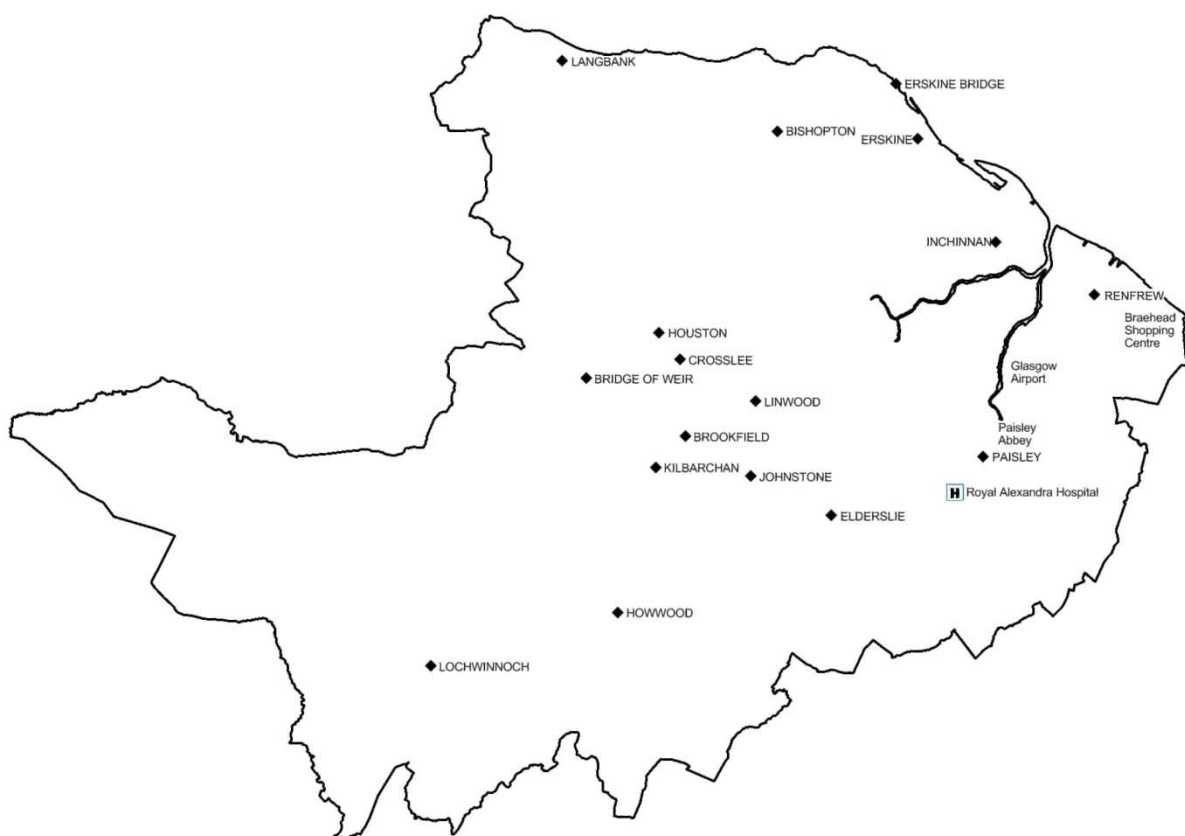 LANGBANK
ERSKINE BRIDGE
BISHOPTON
ERSKINE
INCHINNAN
RENFREW
Braehead
Shopping
Centre
HOUSTON
CROSSLEE
Glasgow
Airport
BRIDGE OF WEIR
LINWOOD
Paisley
Abbey
BROOKFIELD
PAISLEY
KILBARCHAN
JOHNSTONE
H Royal Alexandra Hospital
ELDERSLIE
HOWWOOD
LOCHWINNOCH